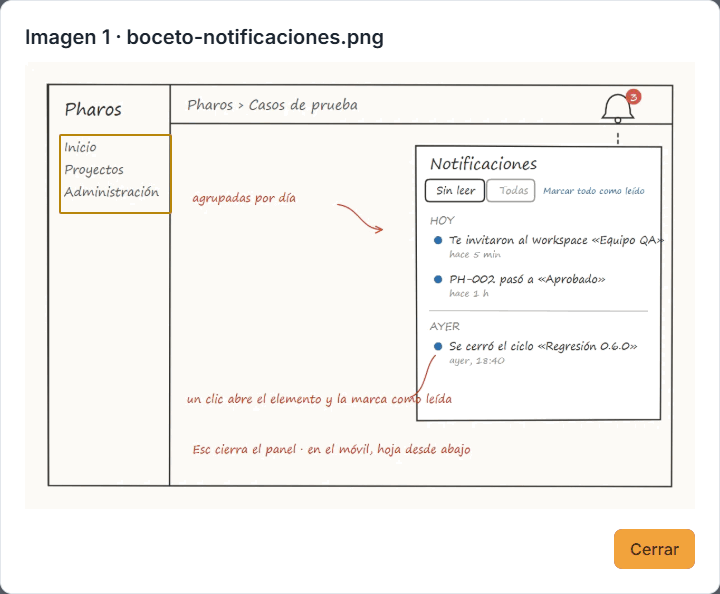 Imagen 1 · boceto-notificaciones.png
Pharos
Pharos > Casos de prueba
3
Inicio
Proyectos
Administración
agrupadas por día
Notificaciones
Sin leer
Todas
Marcar todo como leído
HOY
Te invitaron al workspace «Equipo QA»
hace 5 min
PH-002 pasó a «Aprobado»
hace 1 h
AYER
Se cerró el ciclo «Regresión 0.6.0»
ayer, 18:40
un clic abre el elemento y la marca como leída
Esc cierra el panel · en el móvil, hoja desde abajo
Cerrar